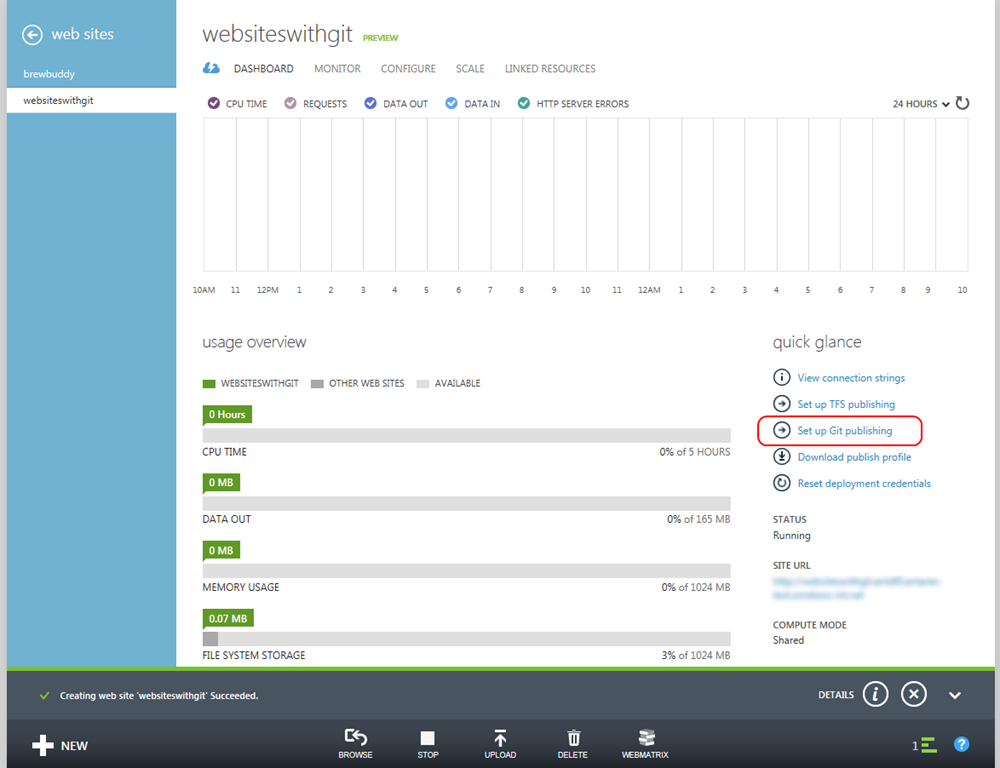 web sites
brewbuddy
websiteswithgit
websiteswithgit PREVIEW
DASHBOARD MONITOR CONFIGURE SCALE LINKED RESOURCES
CPU TIME REQUESTS DATA OUT DATA IN HTTP SERVER ERRORS 24 HOURS
10AM 11 12PM 1 2 3 4 5 6 7 8 9 10 11 12AM 1 2 3 4 5 6 7 8 9 10
usage overview
WEBSITESWITHGIT OTHER WEB SITES AVAILABLE
0 Hours
CPU TIME 0% of 5 HOURS
0 MB
DATA OUT 0% of 165 MB
0 MB
MEMORY USAGE 0% of 1024 MB
0.07 MB
FILE SYSTEM STORAGE 3% of 1024 MB
quick glance
View connection strings
Set up TFS publishing
Set up Git publishing
Download publish profile
Reset deployment credentials
STATUS
Running
SITE URL
COMPUTE MODE
Shared
Creating web site 'websiteswithgit' Succeeded. DETAILS
NEW BROWSE STOP UPLOAD DELETE WEBMATRIX 1 ?